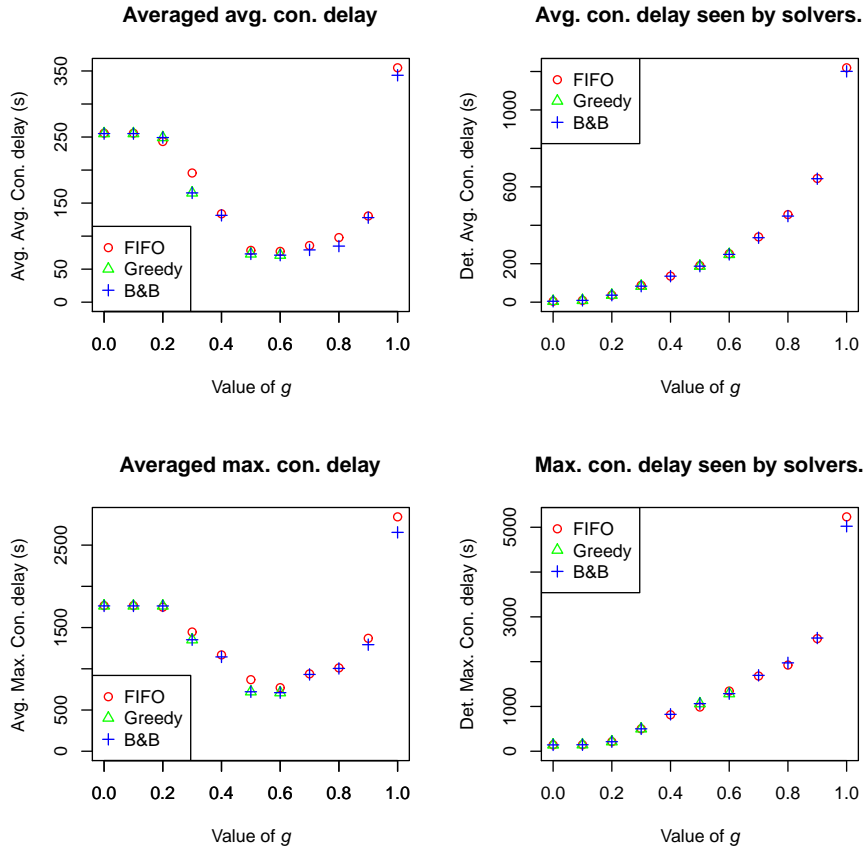 Averaged avg. con. delay
Avg. Avg. Con. delay (s)
0 50 150 250 350
FIFO
Greedy
B&B
0.0 0.2 0.4 0.6 0.8 1.0
Value of g
Avg. con. delay seen by solvers.
Det. Avg. Con. delay (s)
0 200 600 1000
FIFO
Greedy
B&B
0.0 0.2 0.4 0.6 0.8 1.0
Value of g
Averaged max. con. delay
Avg. Max. Con. delay (s)
0 500 1500 2500
FIFO
Greedy
B&B
0.0 0.2 0.4 0.6 0.8 1.0
Value of g
Max. con. delay seen by solvers.
Det. Max. Con. delay (s)
0 1000 3000 5000
FIFO
Greedy
B&B
0.0 0.2 0.4 0.6 0.8 1.0
Value of g